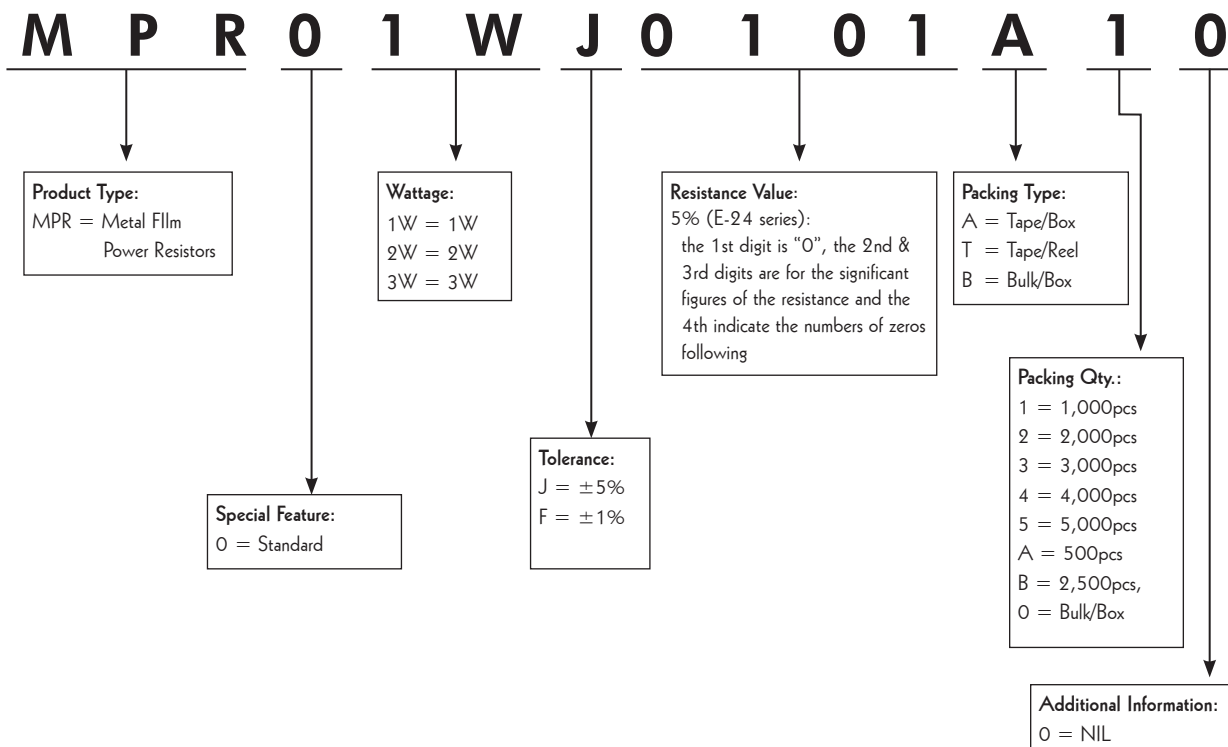 M P R 0 1 W J 0 1 0 1 A 1 0
Product Type:
MPR = Metal FIlm
Power Resistors
Wattage:
1W = 1W
2W = 2W
3W = 3W
Resistance Value:
5% (E-24 series):
the 1st digit is “0”, the 2nd &
3rd digits are for the significant
figures of the resistance and the
4th indicate the numbers of zeros
following
Packing Type:
A = Tape/Box
T = Tape/Reel
B = Bulk/Box
Packing Qty.:
1 = 1,000pcs
2 = 2,000pcs
3 = 3,000pcs
4 = 4,000pcs
5 = 5,000pcs
A = 500pcs
B = 2,500pcs,
0 = Bulk/Box
Tolerance:
J = ±5%
F = ±1%
Special Feature:
0 = Standard
Additional Information:
0 = NIL